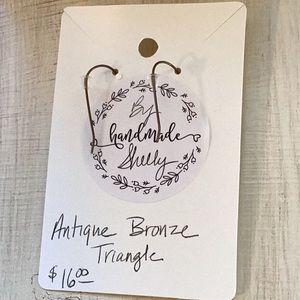 By
handmade
Shelly
Antique Bronze
Triangle
$16.00